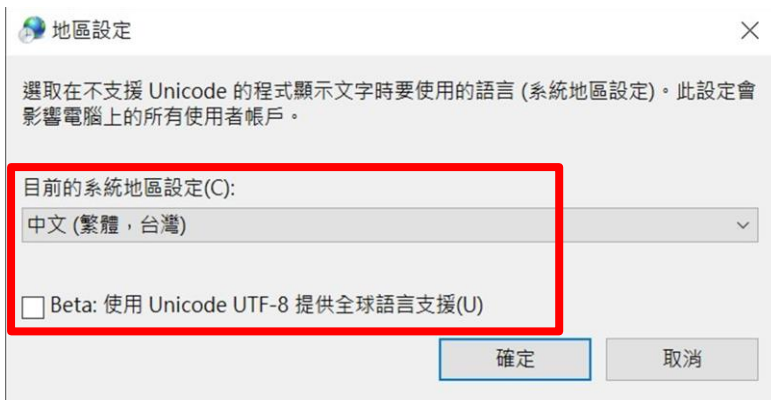 地區設定
選取在不支援 Unicode 的程式顯示文字時要使用的語言 (系統地區設定)。此設定會
影響電腦上的所有使用者帳戶。
目前的系統地區設定(C):
中文 (繁體，台灣)
Beta: 使用 Unicode UTF-8 提供全球語言支援(U)
確定
取消